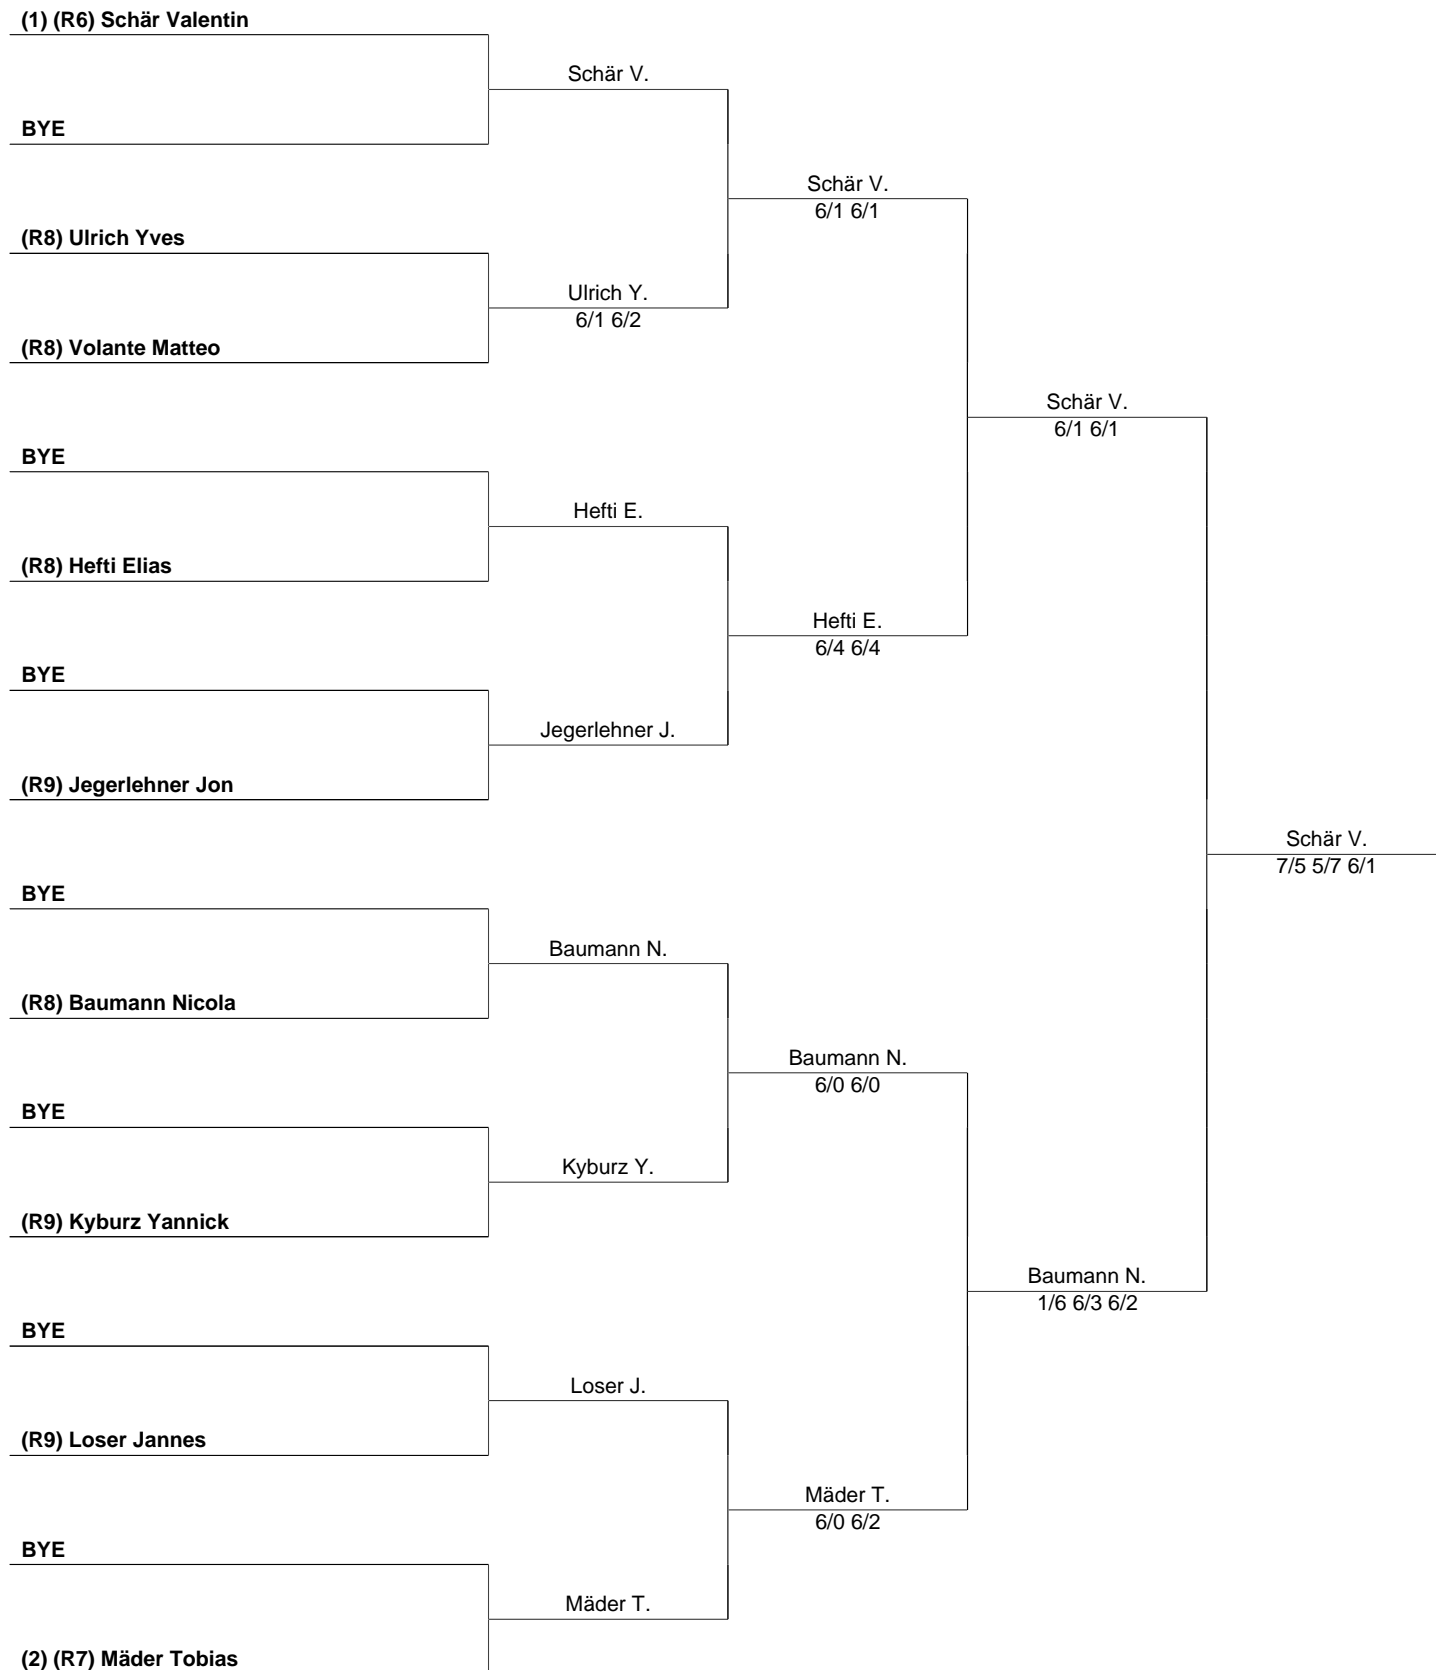 (1) (R6) Schär Valentin
Schär V.
BYE
Schär V.
6/1 6/1
(R8) Ulrich Yves
Ulrich Y.
6/1 6/2
(R8) Volante Matteo
Schär V.
6/1 6/1
BYE
Hefti E.
(R8) Hefti Elias
Hefti E.
6/4 6/4
BYE
Jegerlehner J.
(R9) Jegerlehner Jon
Schär V.
7/5 5/7 6/1
BYE
Baumann N.
(R8) Baumann Nicola
Baumann N.
6/0 6/0
BYE
Kyburz Y.
(R9) Kyburz Yannick
Baumann N.
1/6 6/3 6/2
BYE
Loser J.
(R9) Loser Jannes
Mäder T.
6/0 6/2
BYE
Mäder T.
(2) (R7) Mäder Tobias